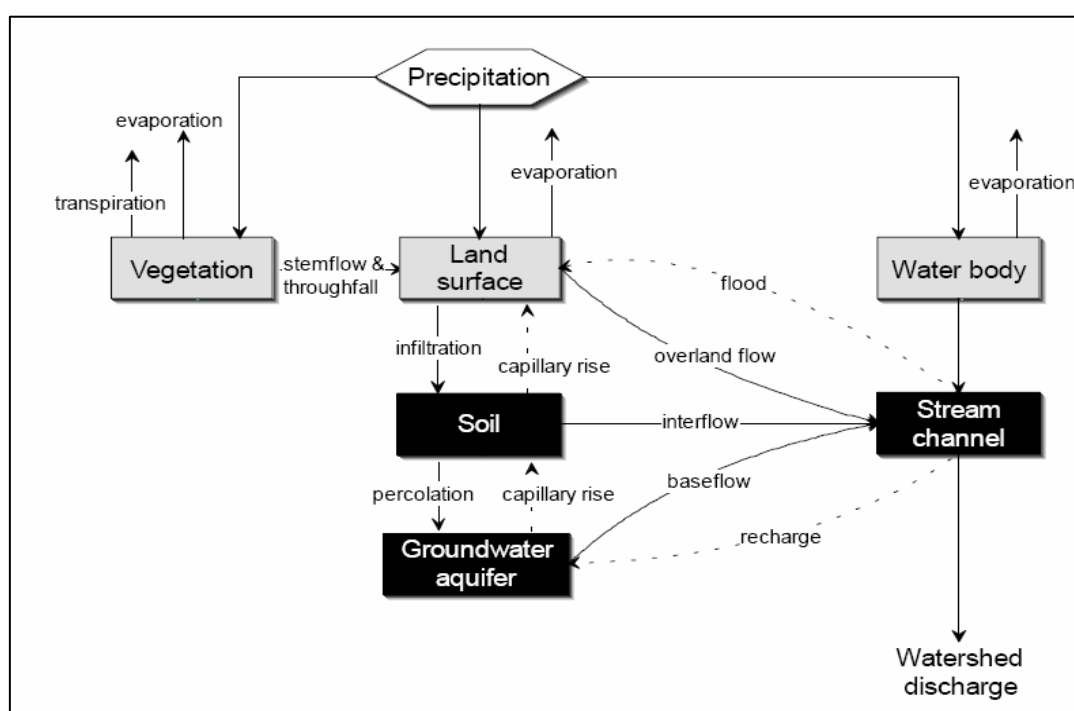 Precipitation
evaporation
transpiration
evaporation
evaporation
Vegetation
.stemflow &
throughfall
Land
surface
flood
Water body
infiltration
capillary rise
overland flow
Soil
interflow
Stream
channel
percolation
capillary rise
baseflow
recharge
Groundwater
aquifer
Watershed
discharge